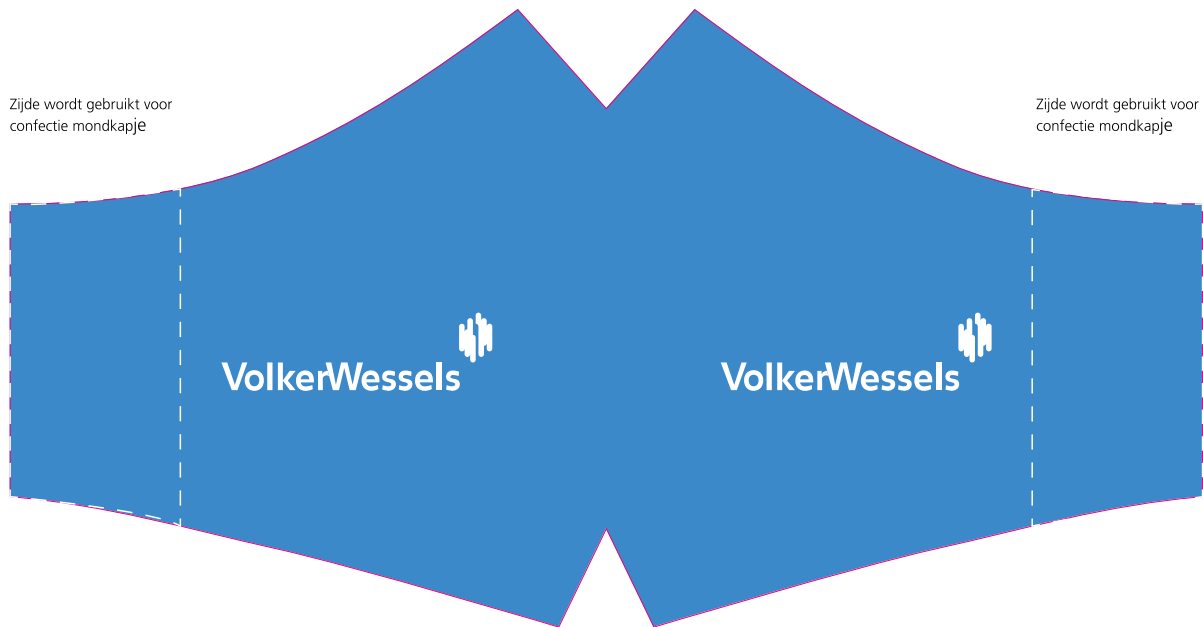 Zijde wordt gebruikt voor
confectie mondkapje
Zijde wordt gebruikt voor
confectie mondkapje
VolkerWessels
VolkerWessels